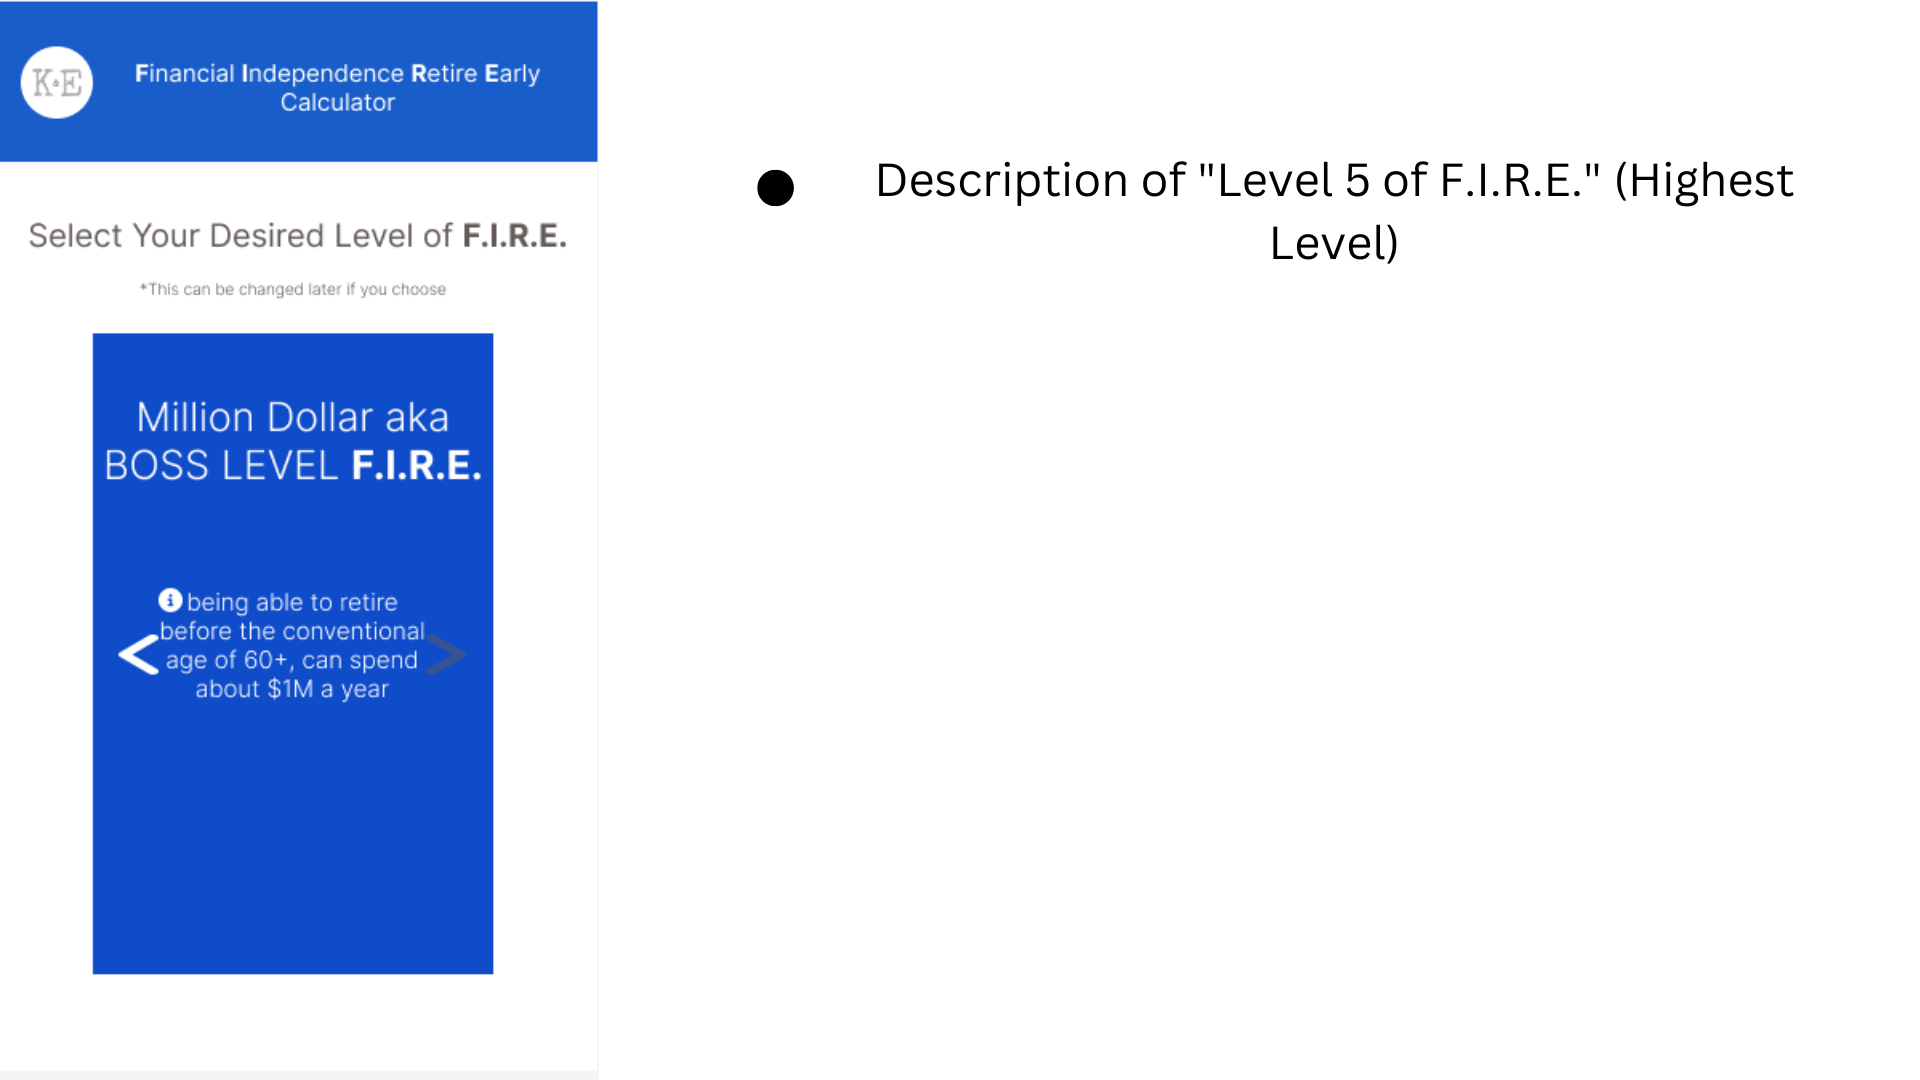 K&E
Financial Independence Retire Early
Calculator
Select Your Desired Level of F.I.R.E.
*This can be changed later if you choose
Million Dollar aka
BOSS LEVEL F.I.R.E.
being able to retire
before the conventional
age of 60+, can spend
about $1M a year
Description of "Level 5 of F.I.R.E." (Highest
Level)